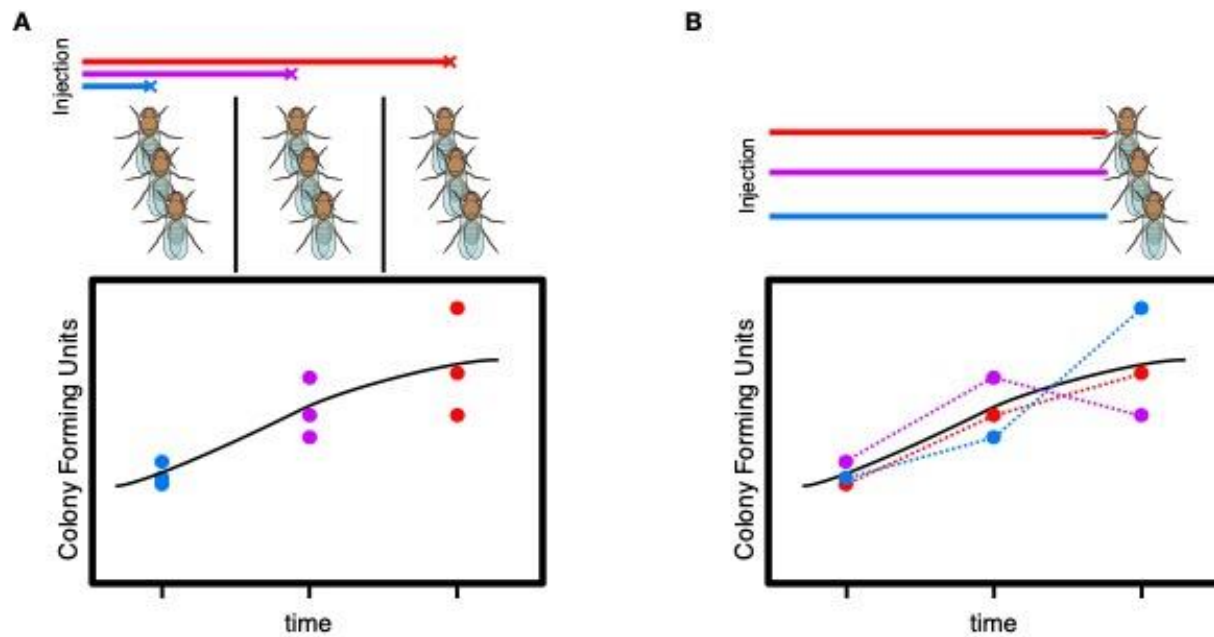 A
Injection
Colony Forming Units
time
B
Injection
Colony Forming Units
time